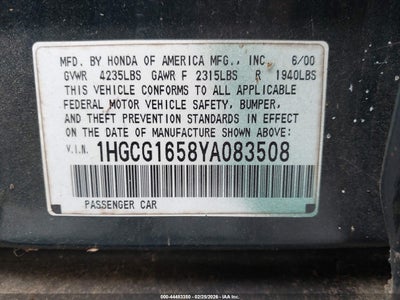 MFD. BY HONDA OF AMERICA MFG., INC. 6/00
GVWR 4235LBS GAWR F 2315LBS R 1940LBS
THIS VEHICLE CONFORMS TO ALL APPLICABLE
FEDERAL MOTOR VEHICLE SAFETY, BUMPER,
AND THEFT PREVENTION STANDARDS IN EFFECT
ON THE DATE OF MANUFACTURE SHOWN ABOVE.
V.I.N. 1HGCG1658YA083508
PASSENGER CAR
000-44483350 - 02/25/2026 - IAAI